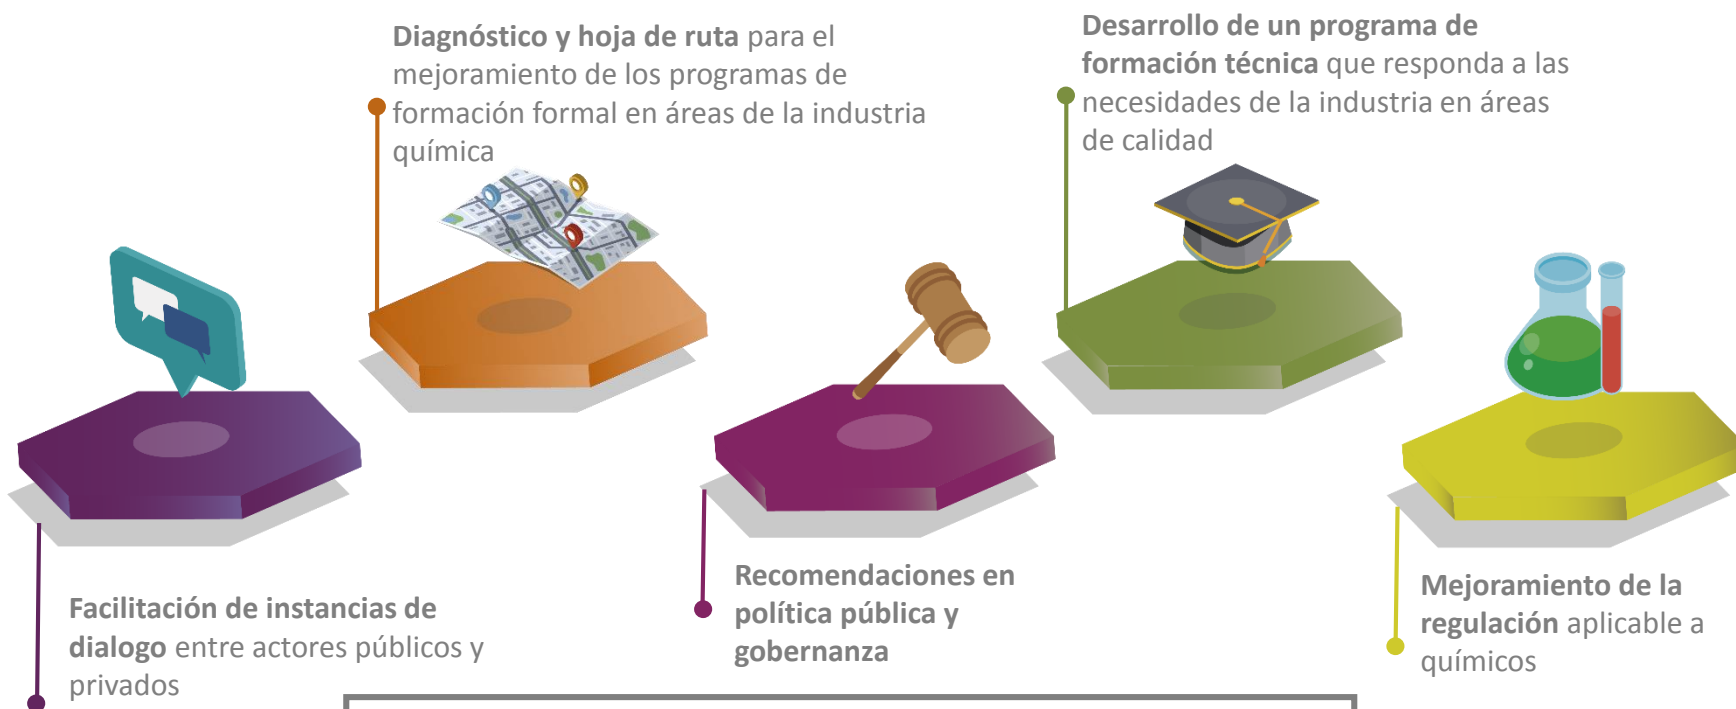 Diagnóstico y hoja de ruta para el
mejoramiento de los programas de
formación formal en áreas de la industria
química
Desarrollo de un programa de
formación técnica que responda a las
necesidades de la industria en áreas
de calidad
Facilitación de instancias de
dialogo entre actores públicos y
privados
Recomendaciones en
política pública y
gobernanza
Mejoramiento de la
regulación aplicable a
químicos